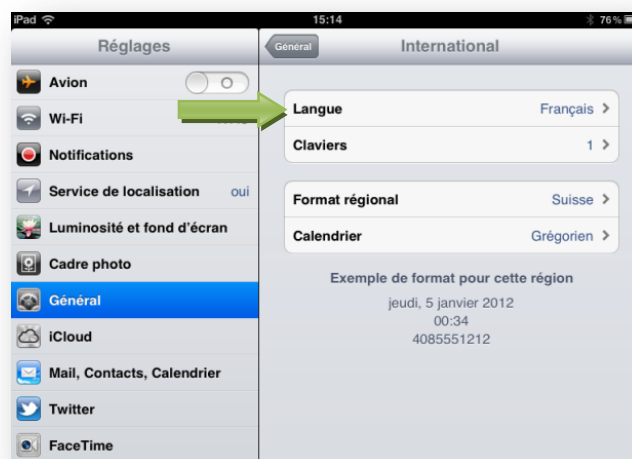 iPad 15:14 76%
Réglages
Avion O
Wi-Fi
Notifications
Service de localisation oui
Luminosité et fond d'écran
Cadre photo
Général
iCloud
Mail, Contacts, Calendrier
Twitter
FaceTime
Général International
Langue Français
Claviers 1
Format régional Suisse
Calendrier Grégorien
Exemple de format pour cette région
jeudi, 5 janvier 2012
00:34
4085551212